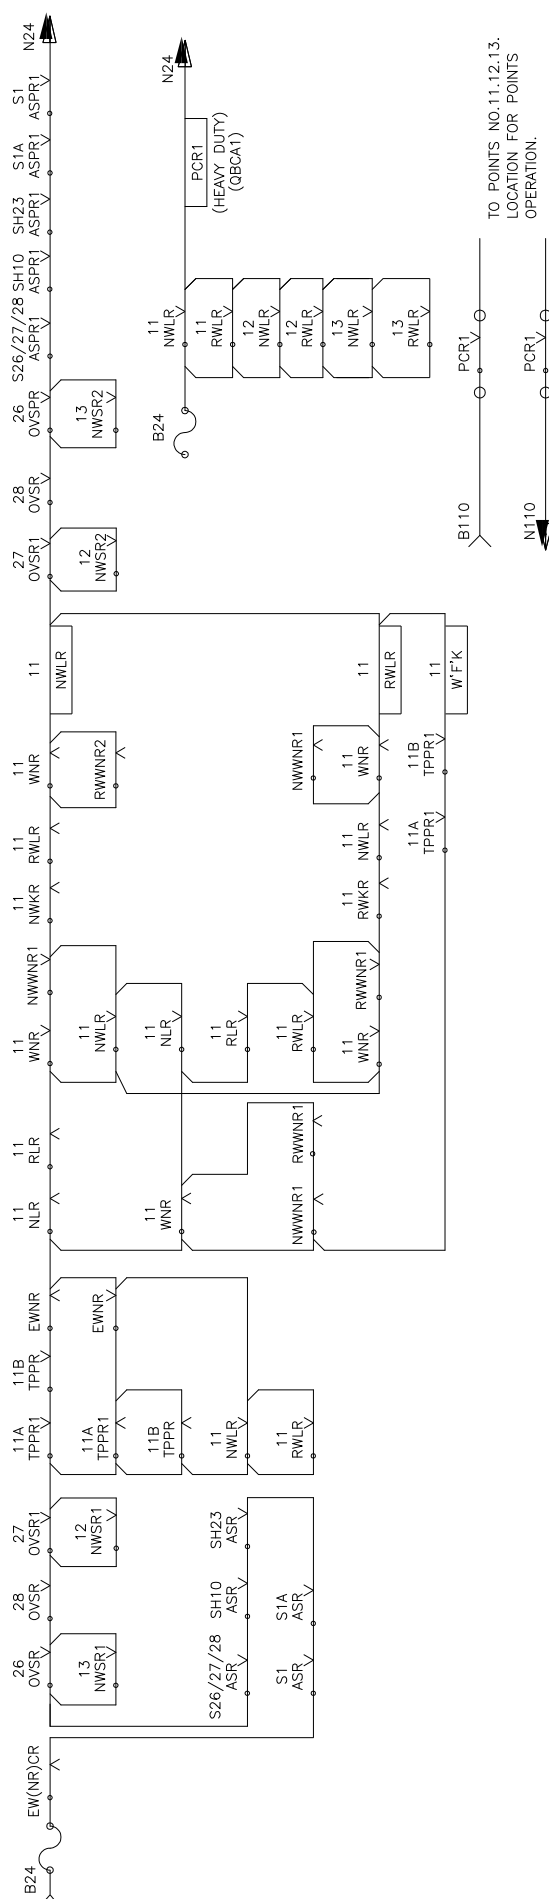 B24
EW(NR)CR
26
OVSR
28
OVSR
27
OVSR1
11A
TPPR1
11B
TPPR
EWNR
11
NLR
11
RLR
11
WNR
NWWNR1
11
NWKR
11
RWLR
11
WNR
11
NWLR
27
OVSR1
28
OVSR
26
OVSPR
S26/27/28
ASPR1
SH10
ASPR1
SH23
ASPR1
S1A
ASPR1
S1
ASPR1
N24
13
NWSR1
12
NWSR1
11A
TPPR1
EWNR
11
NWLR
RWWNR2
12
NWSR2
13
NWSR2
11B
TPPR
11
WNR
11
NLR
S26/27/28
ASR
SH10
ASR
SH23
ASR
11
NWLR
11
RLR
S1
ASR
S1A
ASR
11
RWLR
NWWNR1
RWWNR1
11
RWLR
NWWNR1
11
WNR
RWWNR1
11
RWKR
11
NWLR
11
WNR
11
RWLR
11A
TPPR1
11B
TPPR1
11
W'F'K
B24
11
NWLR
PCR1
(HEAVY DUTY)
(QBCA1)
N24
11
RWLR
12
NWLR
12
RWLR
13
NWLR
13
RWLR
B110
PCR1
TO POINTS NO.11.12.13.
LOCATION FOR POINTS
OPERATION.
N110
PCR1